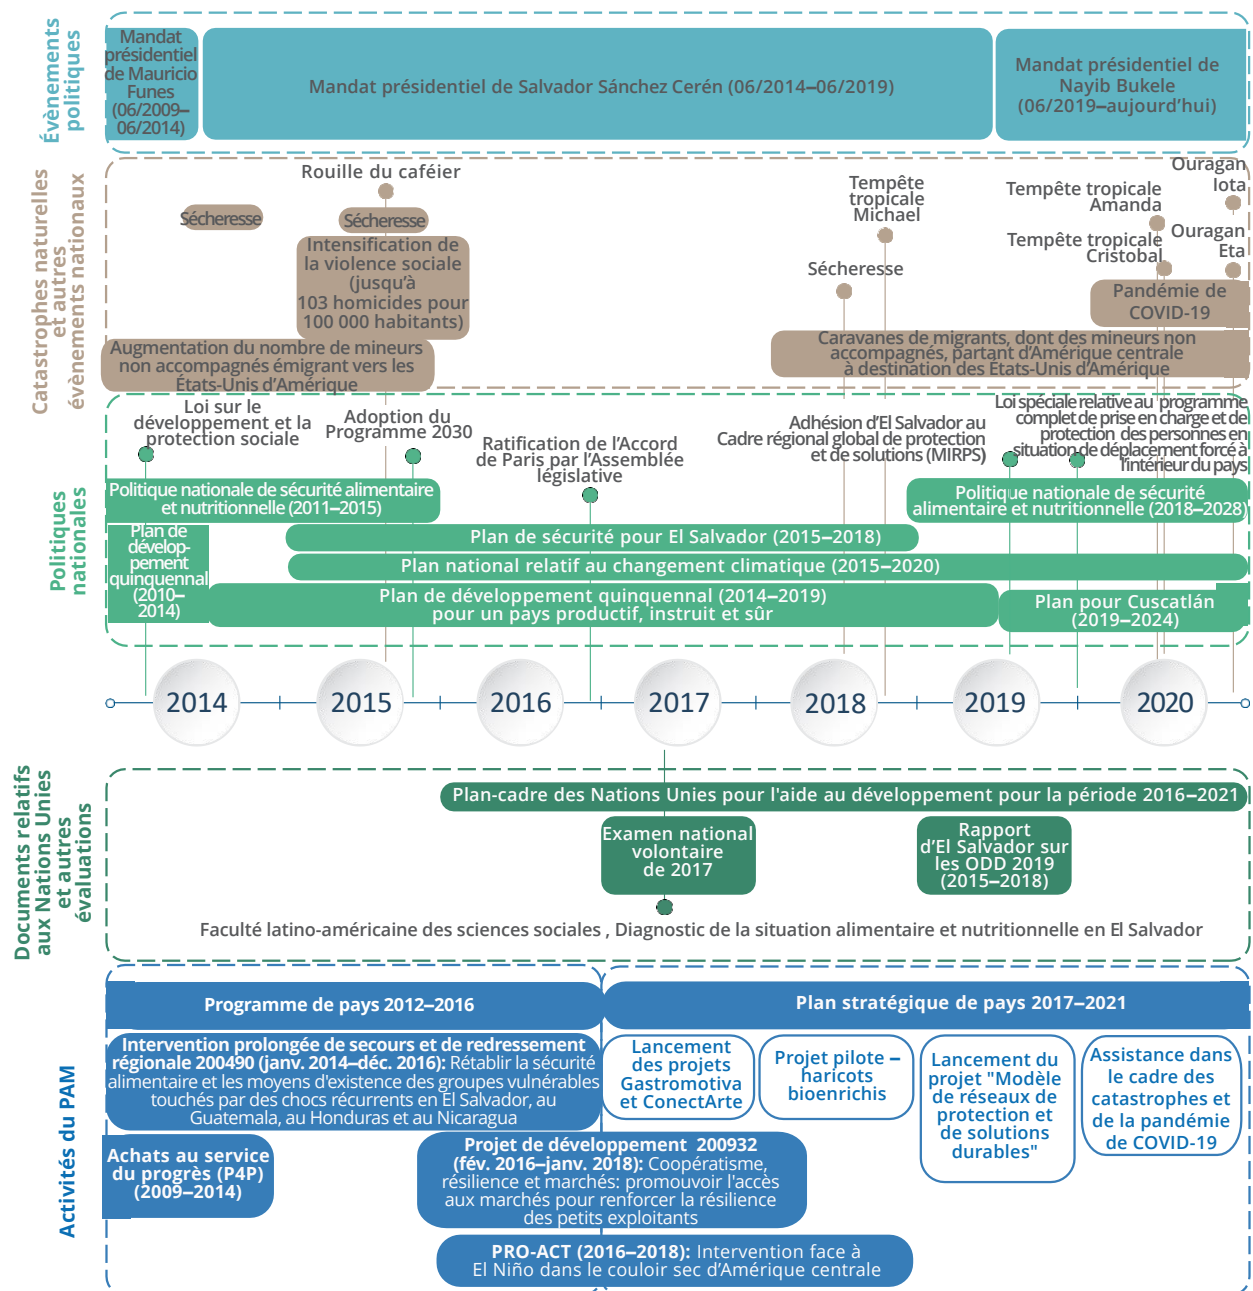 Évènements
politiques
Mandat
présidentiel
de Mauricio
Funes
(06/2009–
06/2014)
Mandat présidentiel de Salvador Sánchez Cerén (06/2014–06/2019)
Mandat présidentiel de
Nayib Bukele
(06/2019–aujourd'hui)
Catastrophes naturelles
et autres
évènements nationaux
Rouille du caféier
Sécheresse
Sécheresse
Intensification de
la violence sociale
(jusqu'à
103 homicides pour
100 000 habitants)
Augmentation du nombre de mineurs
non accompagnés émigrant vers les
États-Unis d'Amérique
Sécheresse
Tempête
tropicale
Michael
Tempête tropicale
Amanda
Tempête tropicale
Cristobal
Ouragan
Iota
Ouragan
Eta
Pandémie de
COVID-19
Caravanes de migrants, dont des mineurs non
accompagnés, partant d'Amérique centrale
à destination des États-Unis d'Amérique
Politiques
nationales
Loi sur le
développement et la
protection sociale
Adoption du
Programme 2030
Ratification de l'Accord
de Paris par l'Assemblée
législative
Adhésion d'El Salvador au
Cadre régional global de protection
et de solutions (MIRPS)
Loi spéciale relative au programme
complet de prise en charge et de
protection des personnes en
situation de déplacement forcé à
l'intérieur du pays
Politique nationale de sécurité alimentaire
et nutritionnelle (2011–2015)
Politique nationale de sécurité
alimentaire et nutritionnelle (2018–2028)
Plan de
dévelop-
pement
quinquennal
(2010–
2014)
Plan de sécurité pour El Salvador (2015–2018)
Plan national relatif au changement climatique (2015–2020)
Plan de développement quinquennal (2014–2019)
pour un pays productif, instruit et sûr
Plan pour Cuscatlán
(2019–2024)
2014
2015
2016
2017
2018
2019
2020
Documents relatifs
aux Nations Unies
et autres
évaluations
Plan-cadre des Nations Unies pour l'aide au développement pour la période 2016–2021
Examen national
volontaire
de 2017
Rapport
d'El Salvador sur
les ODD 2019
(2015–2018)
Faculté latino-américaine des sciences sociales , Diagnostic de la situation alimentaire et nutritionnelle en El Salvador
Activités du PAM
Programme de pays 2012–2016
Plan stratégique de pays 2017–2021
Intervention prolongée de secours et de redressement
régionale 200490 (janv. 2014–déc. 2016): Rétablir la sécurité
alimentaire et les moyens d'existence des groupes vulnérables
touchés par des chocs récurrents en El Salvador, au
Guatemala, au Honduras et au Nicaragua
Lancement
des projets
Gastromotiva
et ConectArte
Projet pilote –
haricots
bioenrichis
Lancement du
projet "Modèle
de réseaux de
protection et
de solutions
durables"
Assistance dans
le cadre des
catastrophes et
de la pandémie
de COVID-19
Achats au service
du progrès (P4P)
(2009–2014)
Projet de développement 200932
(fév. 2016–janv. 2018): Coopératisme,
résilience et marchés: promouvoir l'accès
aux marchés pour renforcer la résilience
des petits exploitants
PRO-ACT (2016–2018): Intervention face à
El Niño dans le couloir sec d'Amérique centrale